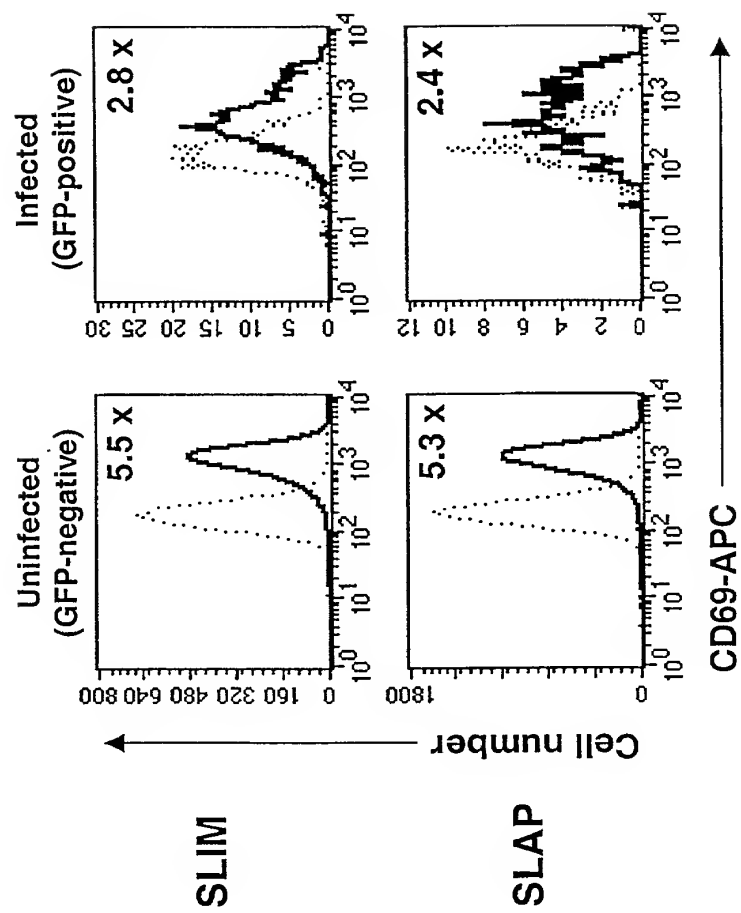 Uninfected
(GFP-negative)
Infected
(GFP-positive)
SLIM
SLAP
Cell number
5.5 x
800
640
480
320
160
0
10^0 10^1 10^2 10^3 10^4
2.8 x
30
25
20
15
10
5
0
10^0 10^1 10^2 10^3 10^4
5.3 x
1800
0
10^0 10^1 10^2 10^3 10^4
2.4 x
12
10
8
6
4
2
0
10^0 10^1 10^2 10^3 10^4
CD69-APC